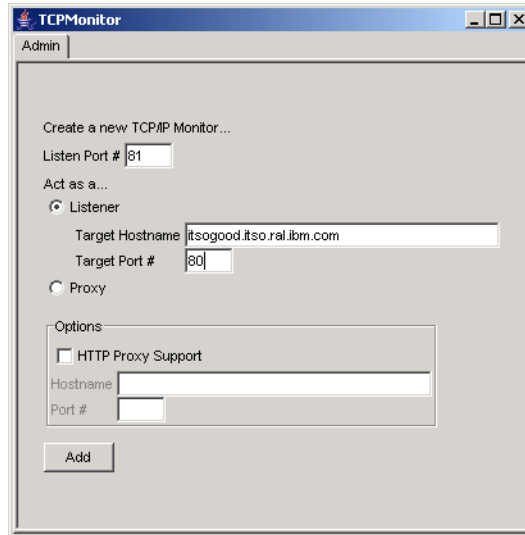 TCPMonitor
Admin
Create a new TCP/IP Monitor...
Listen Port # 81
Act as a...
Listener
Target Hostname itsogood.itso.ral.ibm.com
Target Port # 80
Proxy
Options
HTTP Proxy Support
Hostname
Port #
Add